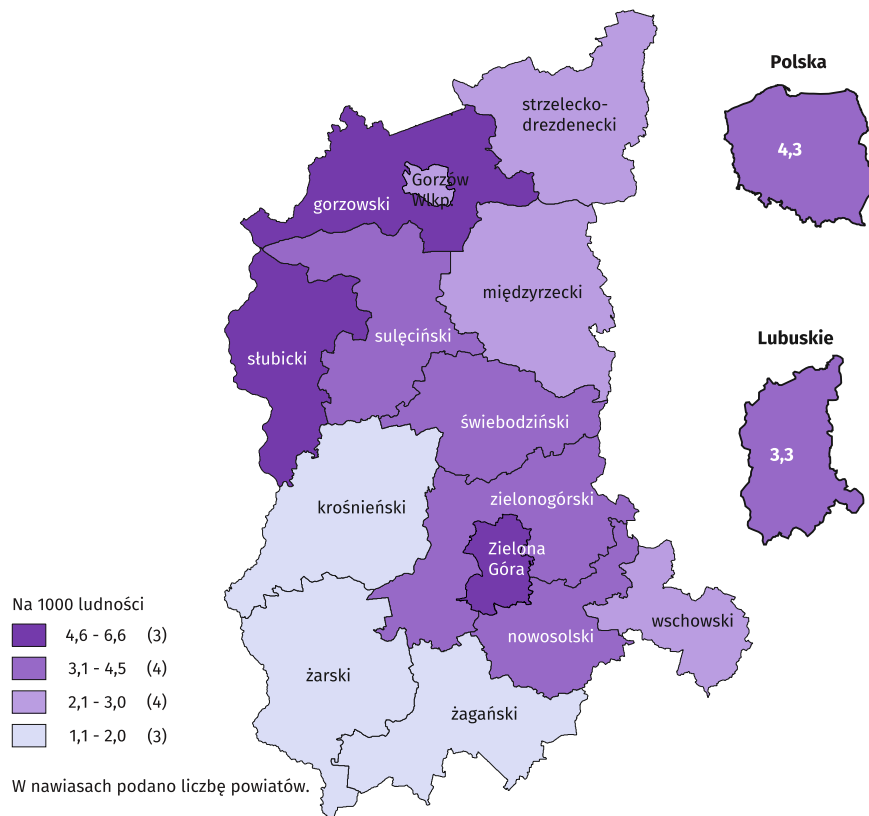 Polska
4,3
strzelecko-
drezdenecki
Gorzów
Wlkp.
gorzowski
międzyrzecki
sulęciński
słubicki
Lubuskie
3,3
świebodziński
zielonogórski
krośnieński
Zielona
Góra
wschowski
nowosolski
żarski
żagański
Na 1000 ludności
4,6 - 6,6 (3)
3,1 - 4,5 (4)
2,1 - 3,0 (4)
1,1 - 2,0 (3)
W nawiasach podano liczbę powiatów.